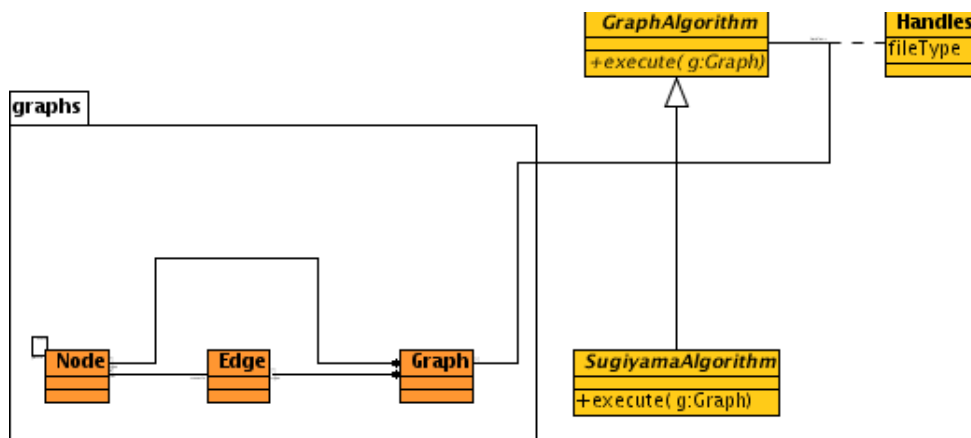 GraphAlgorithm
+execute( g:Graph)
Handles
fileType
graphs
Node
Edge
Graph
SugiyamaAlgorithm
+execute( g:Graph)